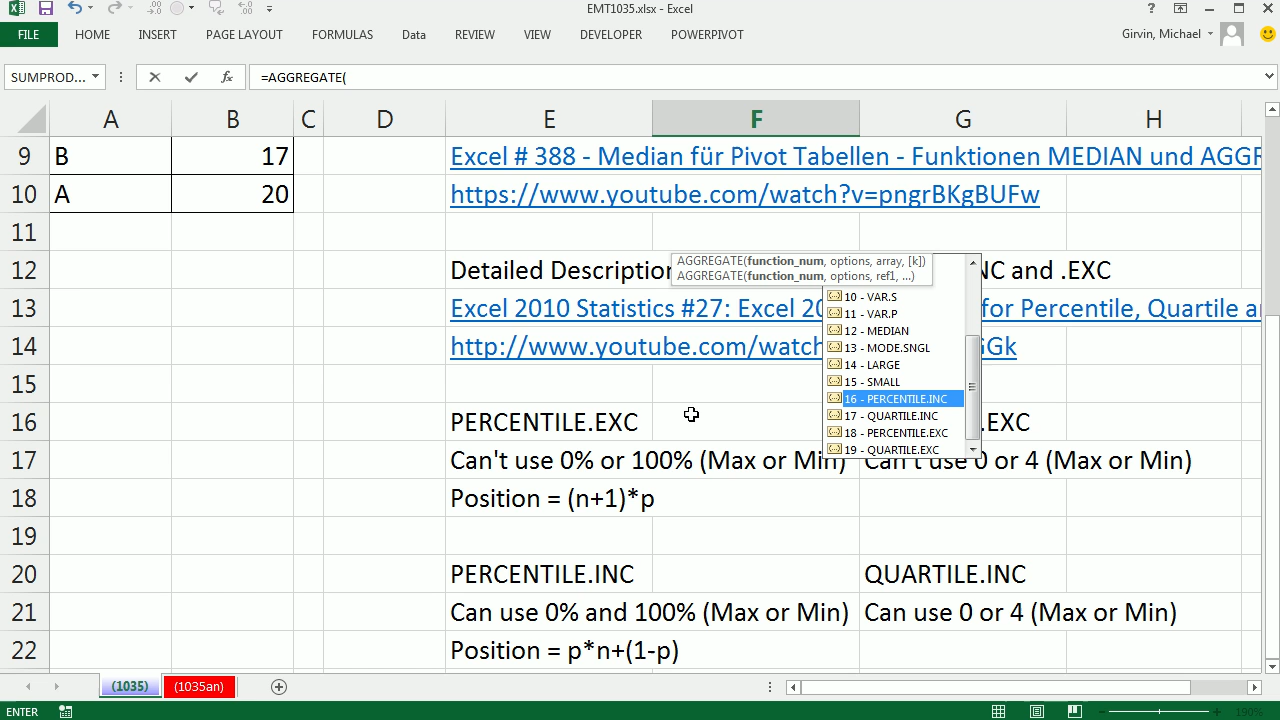 EMT1035.xlsx - Excel
FILE HOME INSERT PAGE LAYOUT FORMULAS Data REVIEW VIEW DEVELOPER POWERPIVOT Girvin, Michael
SUMPROD... fx =AGGREGATE(
A B C D E F G H
9 B 17 Excel # 388 - Median für Pivot Tabellen - Funktionen MEDIAN und AGGR
10 A 20 https://www.youtube.com/watch?v=pngrBKgBUFw
11
AGGREGATE(function_num, options, array, [k])
AGGREGATE(function_num, options, ref1, ...)
12 Detailed Description NC and .EXC
10 - VAR.S
11 - VAR.P
12 - MEDIAN
13 - MODE.SNGL
14 - LARGE
15 - SMALL
16 - PERCENTILE.INC
17 - QUARTILE.INC
18 - PERCENTILE.EXC
19 - QUARTILE.EXC
13 Excel 2010 Statistics #27: Excel 20 for Percentile, Quartile a
14 http://www.youtube.com/watch Gk
15
16 PERCENTILE.EXC .EXC
17 Can't use 0% or 100% (Max or Min) Can't use 0 or 4 (Max or Min)
18 Position = (n+1)*p
19
20 PERCENTILE.INC QUARTILE.INC
21 Can use 0% and 100% (Max or Min) Can use 0 or 4 (Max or Min)
22 Position = p*n+(1-p)
(1035) (1035an)
ENTER 190%